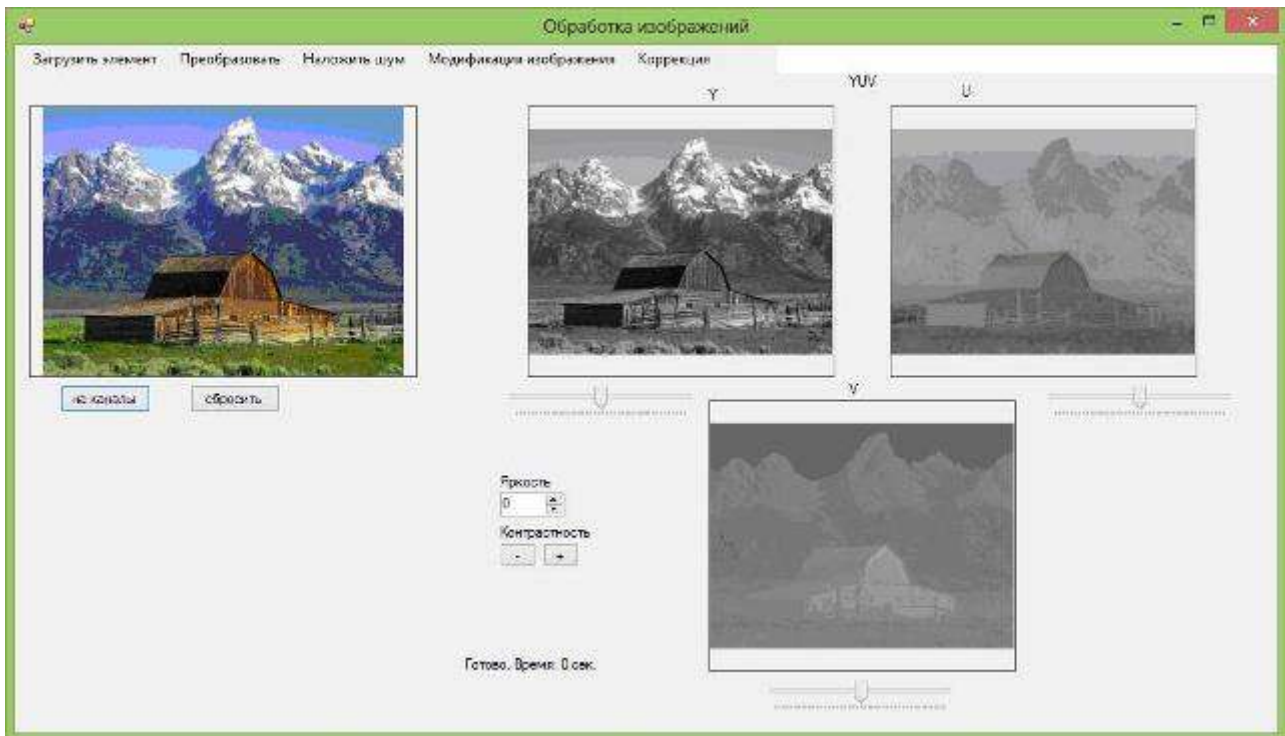 Обработка изображений
Загрузить элемент Преобразовать Наложить шум Модификация изображения Коррекция
YUV
Y
U
на каналы сбросить
V
Яркость
0
Контрастность
- +
Готово. Время: 0 сек.